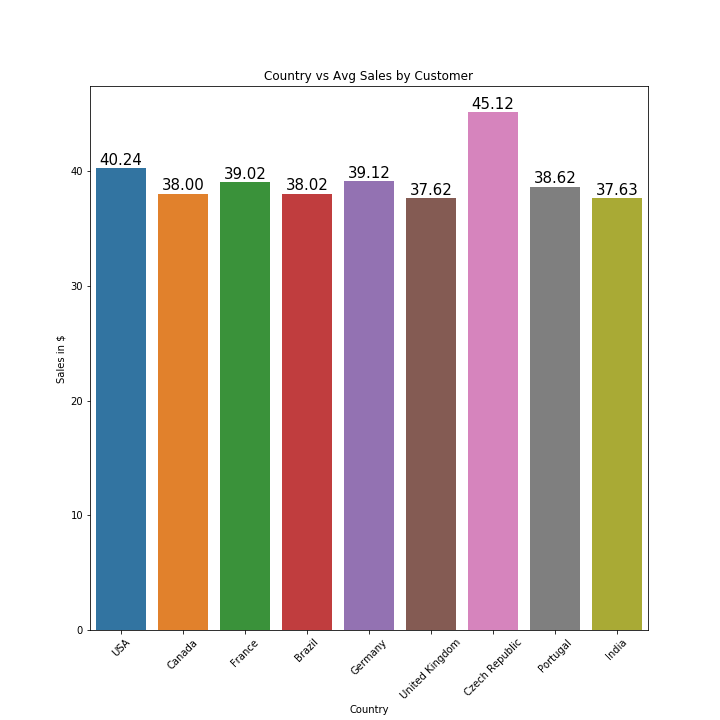 Country vs Avg Sales by Customer
45.12
40.24
39.02
39.12
38.62
38.00
38.02
37.62
37.63
Sales in $
40
30
20
10
0
USA
Canada
France
Brazil
Germany
United Kingdom
Czech Republic
Portugal
India
Country